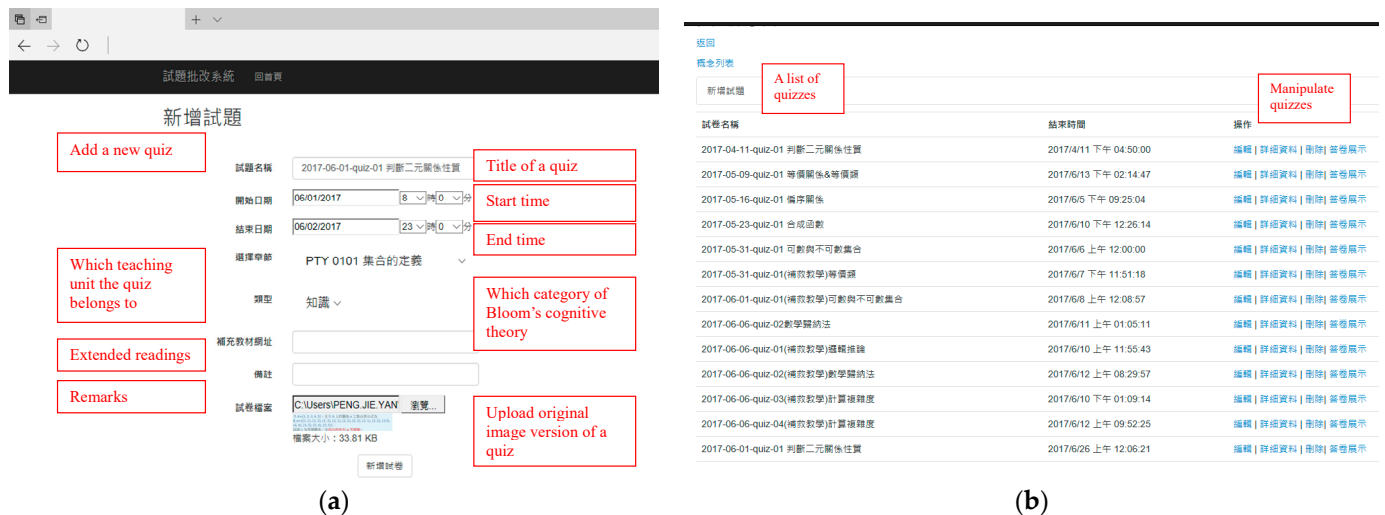 試題批改系統 回首頁
新增試題
Add a new quiz
試題名稱 2017-06-01-quiz-01 判斷二元關係性質
Title of a quiz
開始日期 06/01/2017 8 時 0 分
Start time
結束日期 06/02/2017 23 時 0 分
End time
Which teaching
unit the quiz
belongs to
選擇章節 PTY 0101 集合的定義
類型 知識
Which category of
Bloom's cognitive
theory
補充教材網址
Extended readings
備註
Remarks
試卷檔案 C:\Users\PENG.JIE.YAN 瀏覽...
檔案大小：33.81 KB
Upload original
image version of a
quiz
新增試卷
(a)
返回
概念列表
新增試題
A list of
quizzes
Manipulate
quizzes
試卷名稱 結束時間 操作
2017-04-11-quiz-01 判斷二元關係性質 2017/4/11 下午 04:50:00 編輯 | 詳細資料 | 刪除| 答卷展示
2017-05-09-quiz-01 等價關係&等價類 2017/6/13 下午 02:14:47 編輯 | 詳細資料 | 刪除| 答卷展示
2017-05-16-quiz-01 偏序關係 2017/6/5 下午 09:25:04 編輯 | 詳細資料 | 刪除| 答卷展示
2017-05-23-quiz-01 合成函數 2017/6/10 下午 12:26:14 編輯 | 詳細資料 | 刪除| 答卷展示
2017-05-31-quiz-01 可數與不可數集合 2017/6/6 上午 12:00:00 編輯 | 詳細資料 | 刪除| 答卷展示
2017-05-31-quiz-01(補救教學)等價類 2017/6/7 下午 11:51:18 編輯 | 詳細資料 | 刪除| 答卷展示
2017-06-01-quiz-01(補救教學)可數與不可數集合 2017/6/8 上午 12:08:57 編輯 | 詳細資料 | 刪除| 答卷展示
2017-06-06-quiz-02數學歸納法 2017/6/11 上午 01:05:11 編輯 | 詳細資料 | 刪除| 答卷展示
2017-06-06-quiz-01(補救教學)邏輯推論 2017/6/10 上午 11:55:43 編輯 | 詳細資料 | 刪除| 答卷展示
2017-06-06-quiz-02(補救教學)數學歸納法 2017/6/12 上午 08:29:57 編輯 | 詳細資料 | 刪除| 答卷展示
2017-06-06-quiz-03(補救教學)計算複雜度 2017/6/10 下午 01:09:14 編輯 | 詳細資料 | 刪除| 答卷展示
2017-06-06-quiz-04(補救教學)計算複雜度 2017/6/12 上午 09:52:25 編輯 | 詳細資料 | 刪除| 答卷展示
2017-06-01-quiz-01 判斷二元關係性質 2017/6/26 上午 12:06:21 編輯 | 詳細資料 | 刪除| 答卷展示
(b)